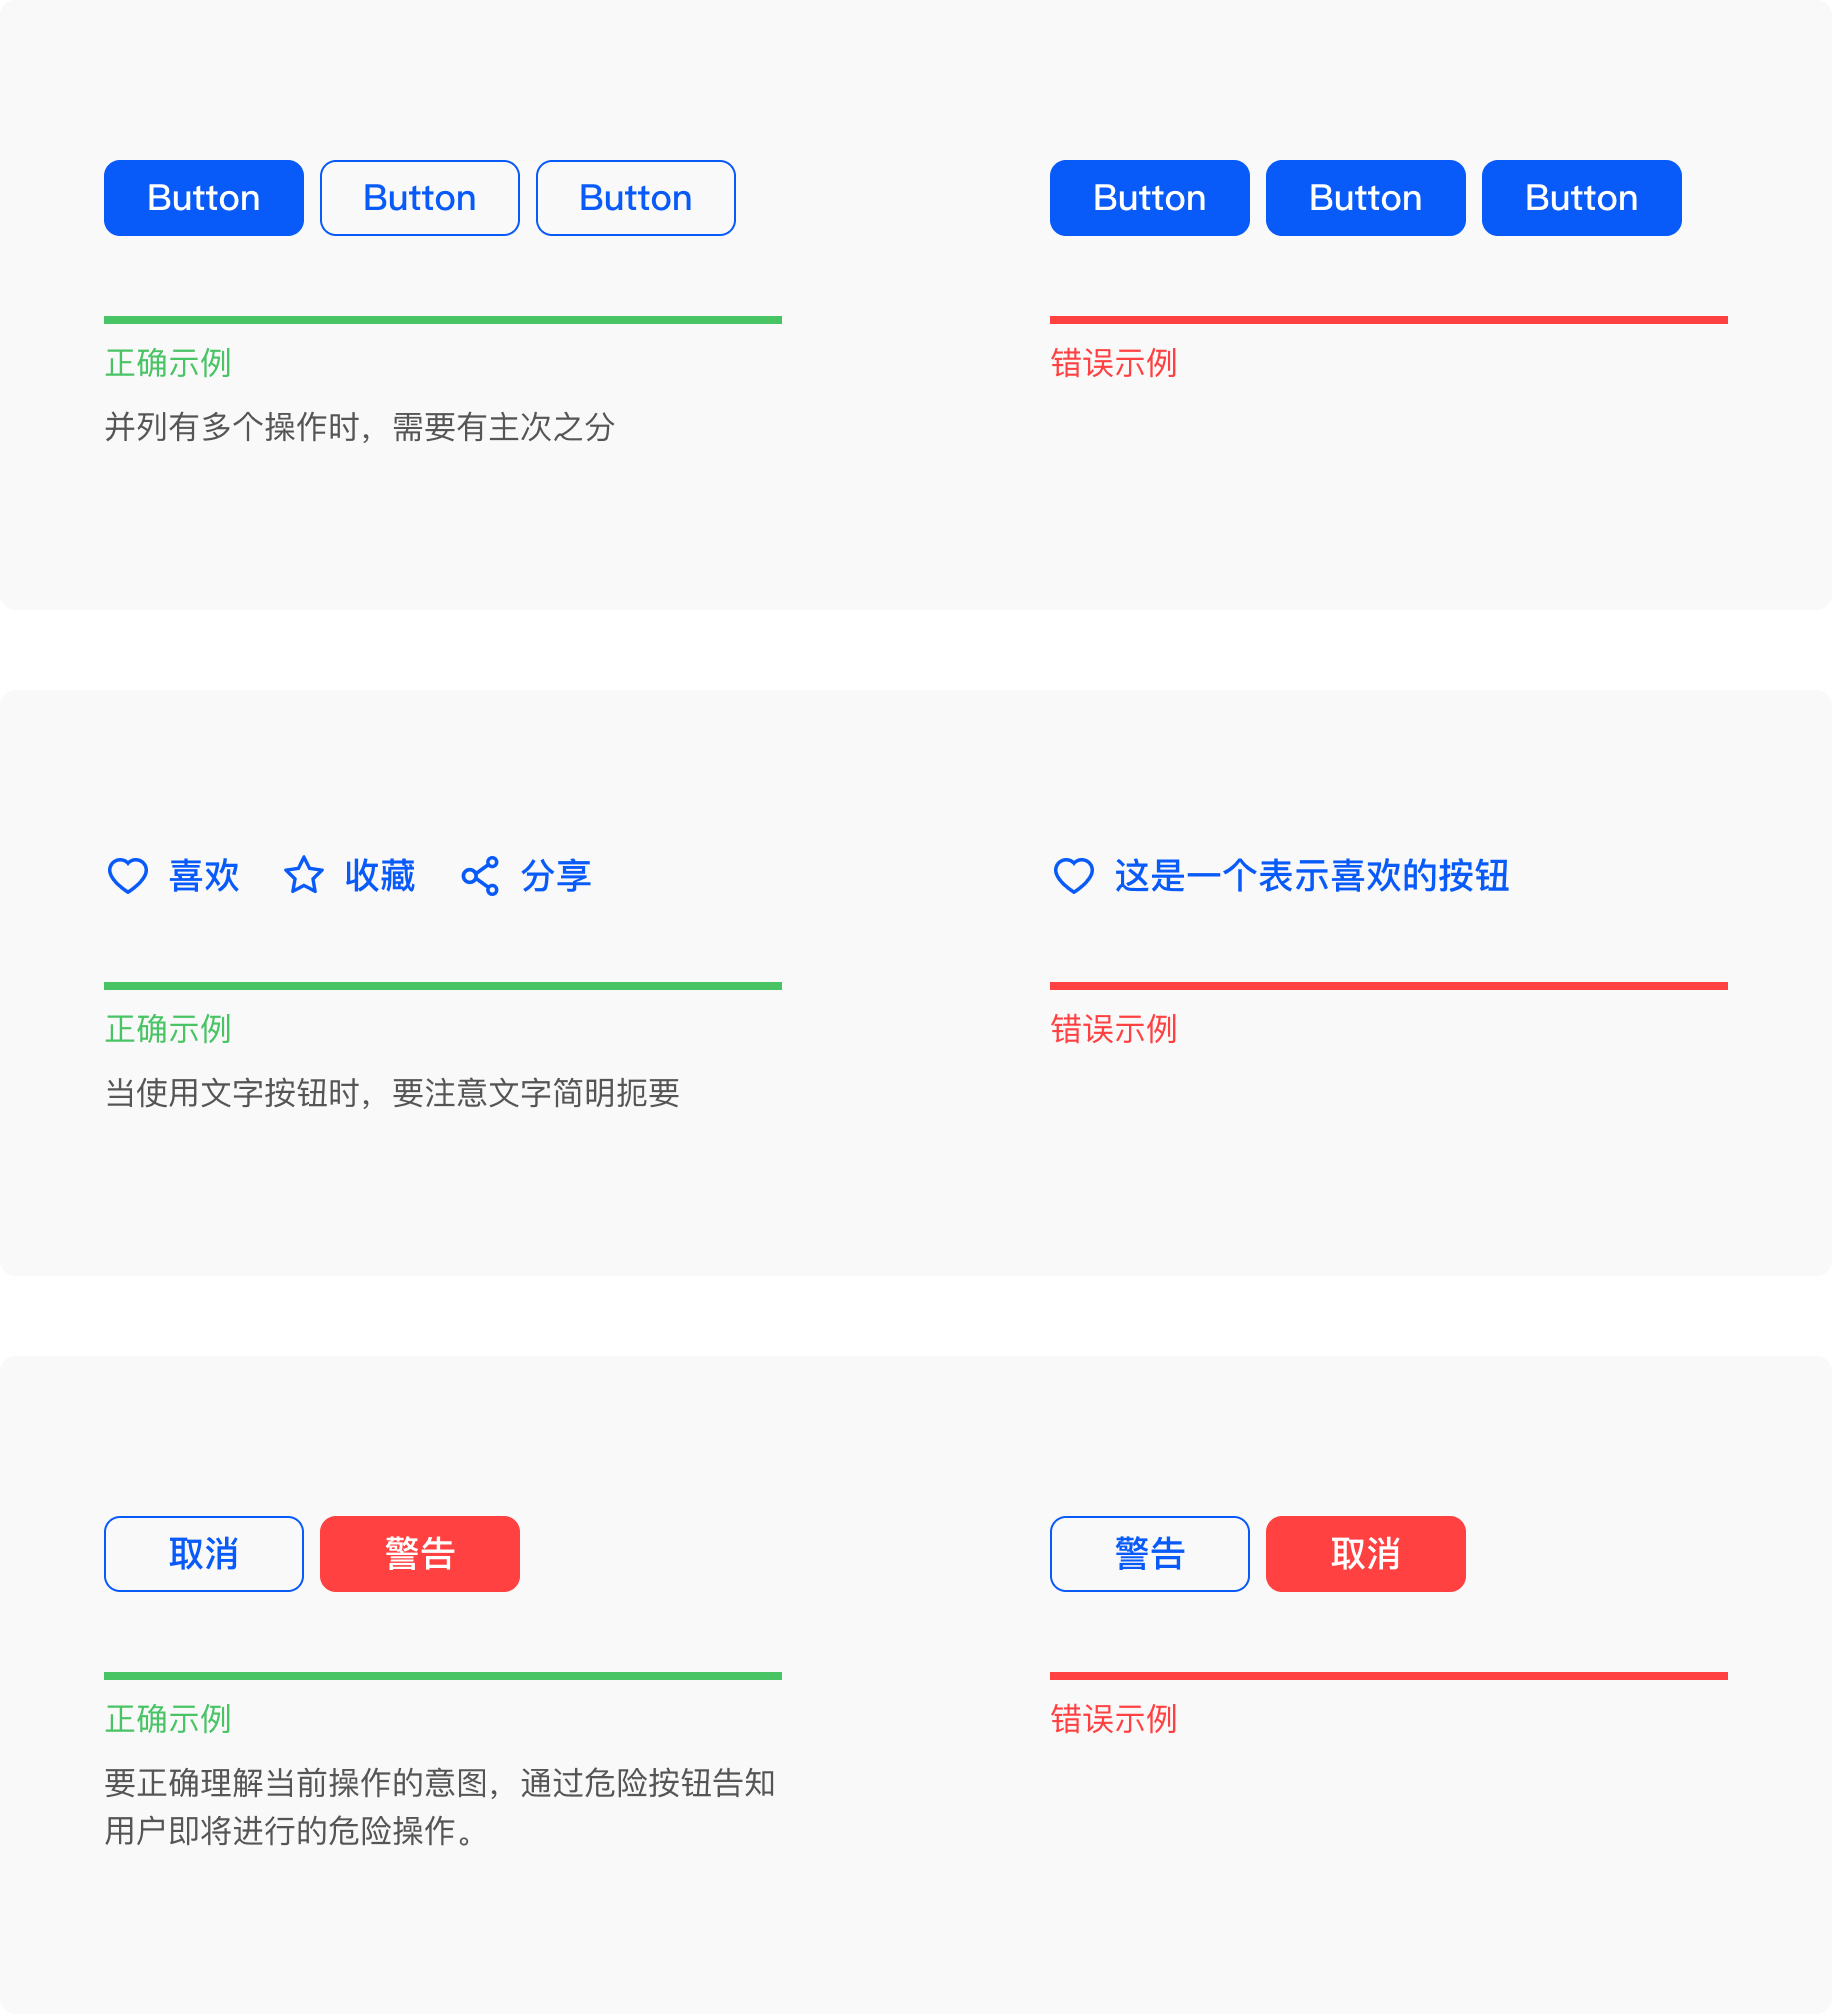 Button Button Button
Button Button Button
正确示例
错误示例
并列有多个操作时，需要有主次之分
喜欢 收藏 分享
这是一个表示喜欢的按钮
正确示例
错误示例
当使用文字按钮时，要注意文字简明扼要
取消 警告
警告 取消
正确示例
错误示例
要正确理解当前操作的意图，通过危险按钮告知
用户即将进行的危险操作。